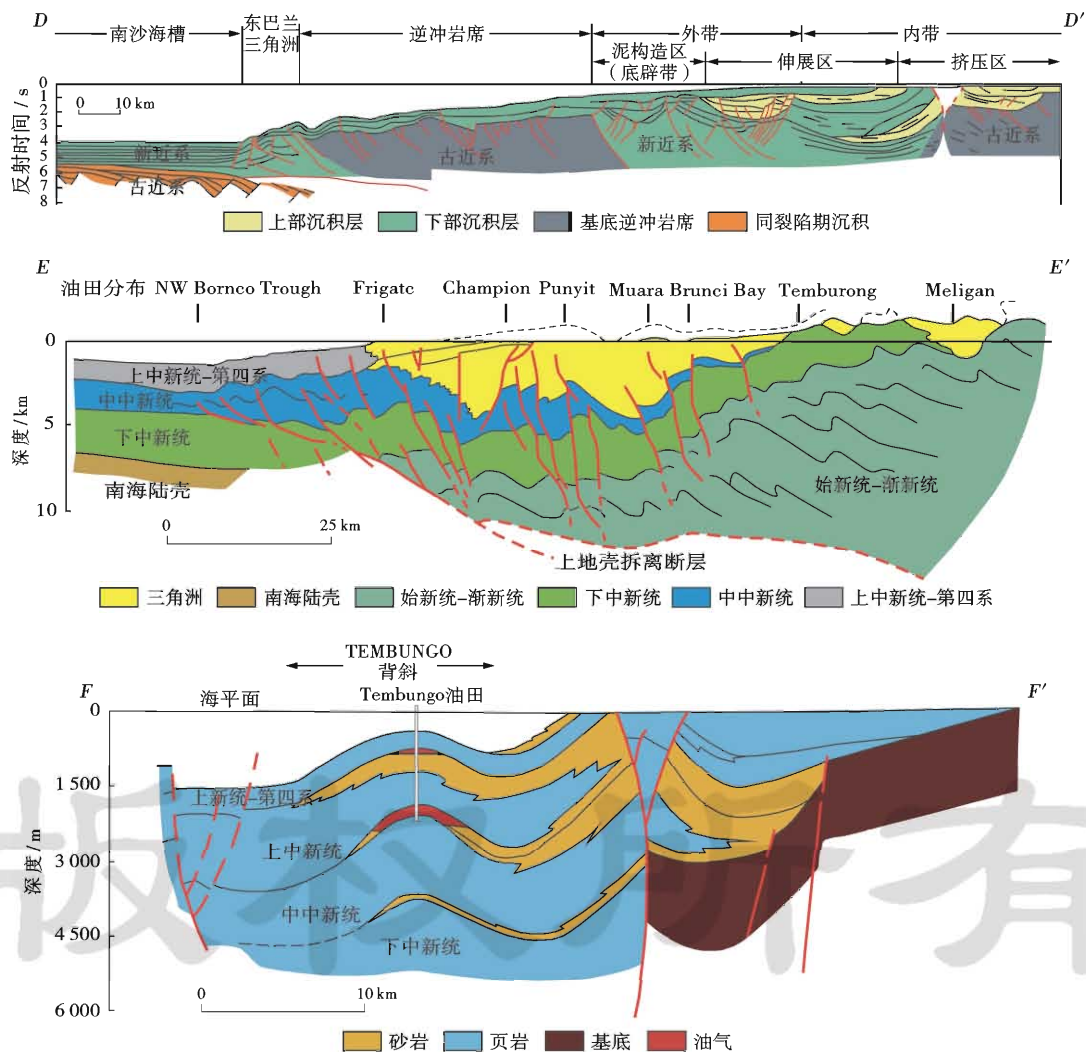 D
D′
南沙海槽
东巴兰
三角洲
逆冲岩席
外带
内带
泥构造区
(底辟带)
伸展区
挤压区
反射时间/s
0
1
2
3
4
5
6
7
8
0 10 km
新近系
古近系
古近系
新近系
古近系
上部沉积层 下部沉积层 基底逆冲岩席 同裂陷期沉积
E
E′
油田分布 NW Bornco Trough Frigatc Champion Punyit Muara Brunci Bay Temburong Meligan
深度/km
0
5
10
上中新统-第四系
中中新统
下中新统
南海陆壳
始新统-渐新统
0 25 km
上地壳拆离断层
三角洲 南海陆壳 始新统-渐新统 下中新统 中中新统 上中新统-第四系
TEMBUNGO
背斜
F
海平面
Tembungo油田
F′
深度/m
0
1 500
3 000
4 500
6 000
上新统-第四系
上中新统
中中新统
下中新统
0 10 km
砂岩 页岩 基底 油气
版权所有